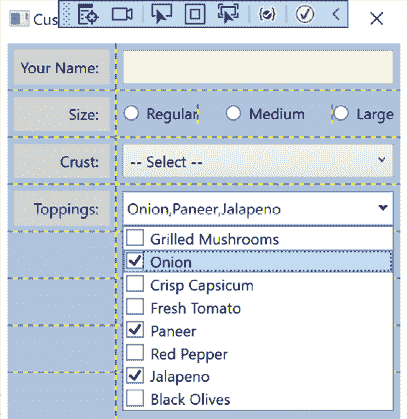 Cus
Your Name:
Size: Regular Medium Large
Crust: -- Select --
Toppings: Onion,Paneer,Jalapeno
Grilled Mushrooms
Onion
Crisp Capsicum
Fresh Tomato
Paneer
Red Pepper
Jalapeno
Black Olives